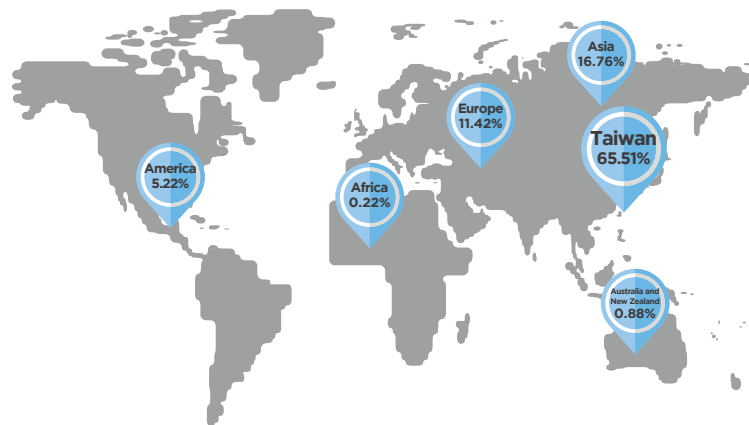 Asia
16.76%
Europe
11.42%
Taiwan
65.51%
America
5.22%
Africa
0.22%
Australia and
New Zealand
0.88%